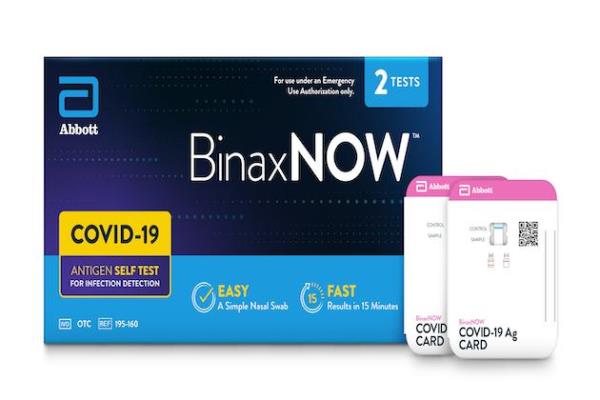 Abbott
For use under an Emergency
Use Authorization only.
2 TESTS
BinaxNOW™
COVID-19
ANTIGEN SELF TEST
FOR INFECTION DETECTION
EASY
A Simple Nasal Swab
15
FAST
Results in 15 Minutes
IVD OTC REF 195-160
Abbott
CONTROL
SAMPLE
BinaxNOW
COVID
CARD
Abbott
CONTROL
SAMPLE
BinaxNOW
COVID-19 Ag
CARD